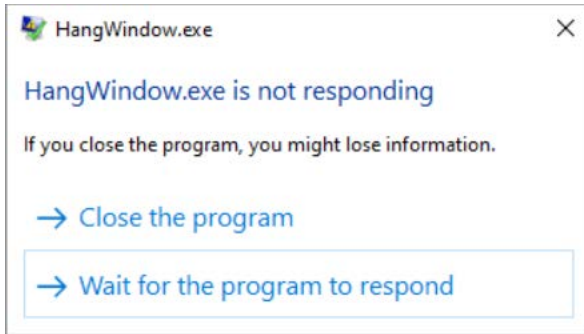 HangWindow.exe
HangWindow.exe is not responding
If you close the program, you might lose information.
→ Close the program
→ Wait for the program to respond